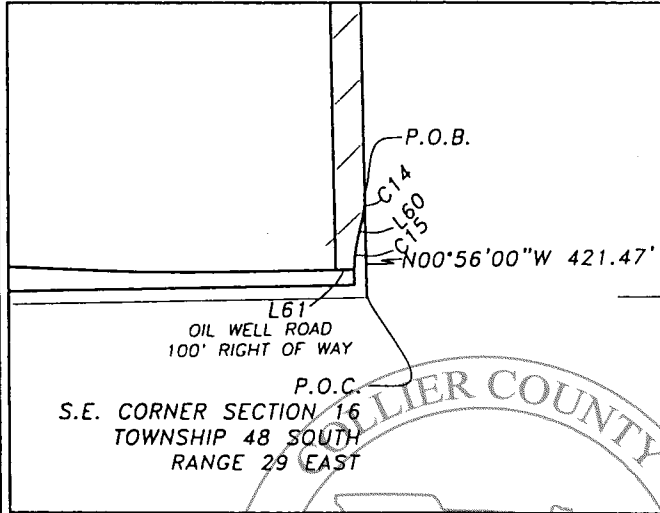 P.O.B.
C14
L60
C15
N00°56'00"W 421.47'
L61
OIL WELL ROAD
100' RIGHT OF WAY
P.O.C.
S.E. CORNER SECTION 16
TOWNSHIP 48 SOUTH
RANGE 29 EAST
COLLIER COUNTY